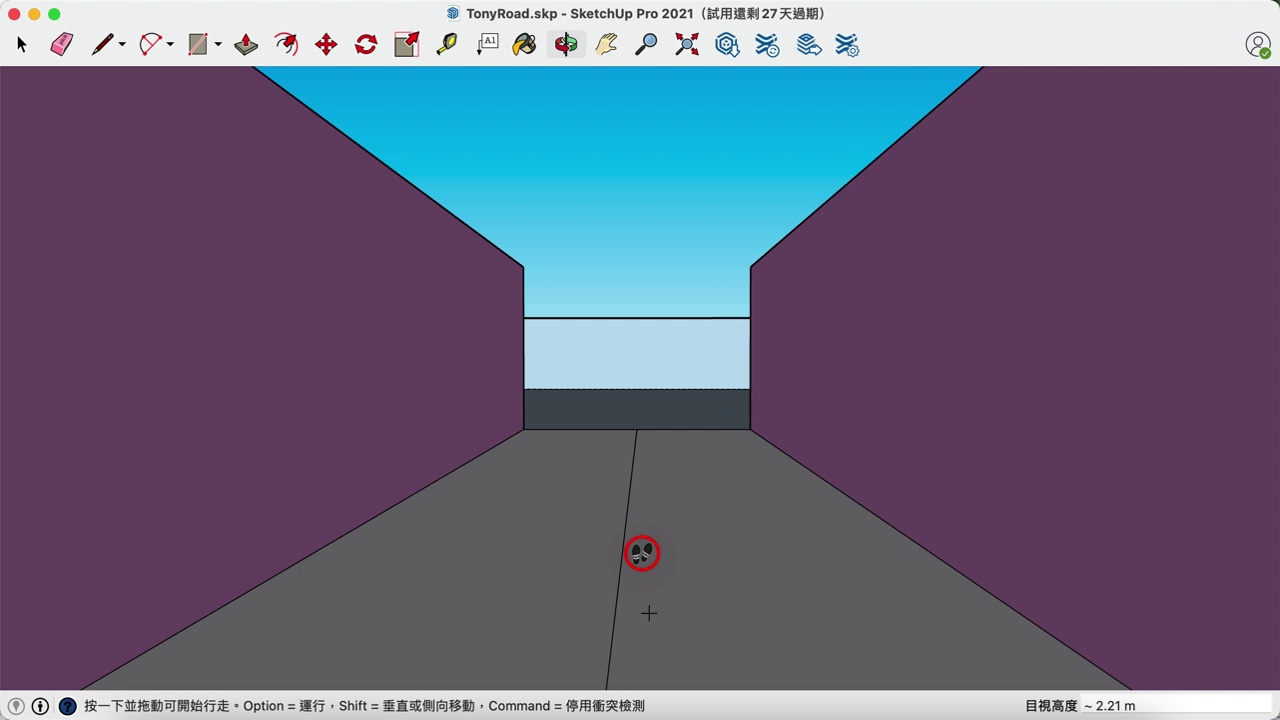 TonyRoad.skp - SketchUp Pro 2021（試用還剩 27 天過期）
A1
按一下並拖動可開始行走。Option = 運行，Shift = 垂直或側向移動，Command = 停用衝突檢測
目視高度 ~ 2.21 m